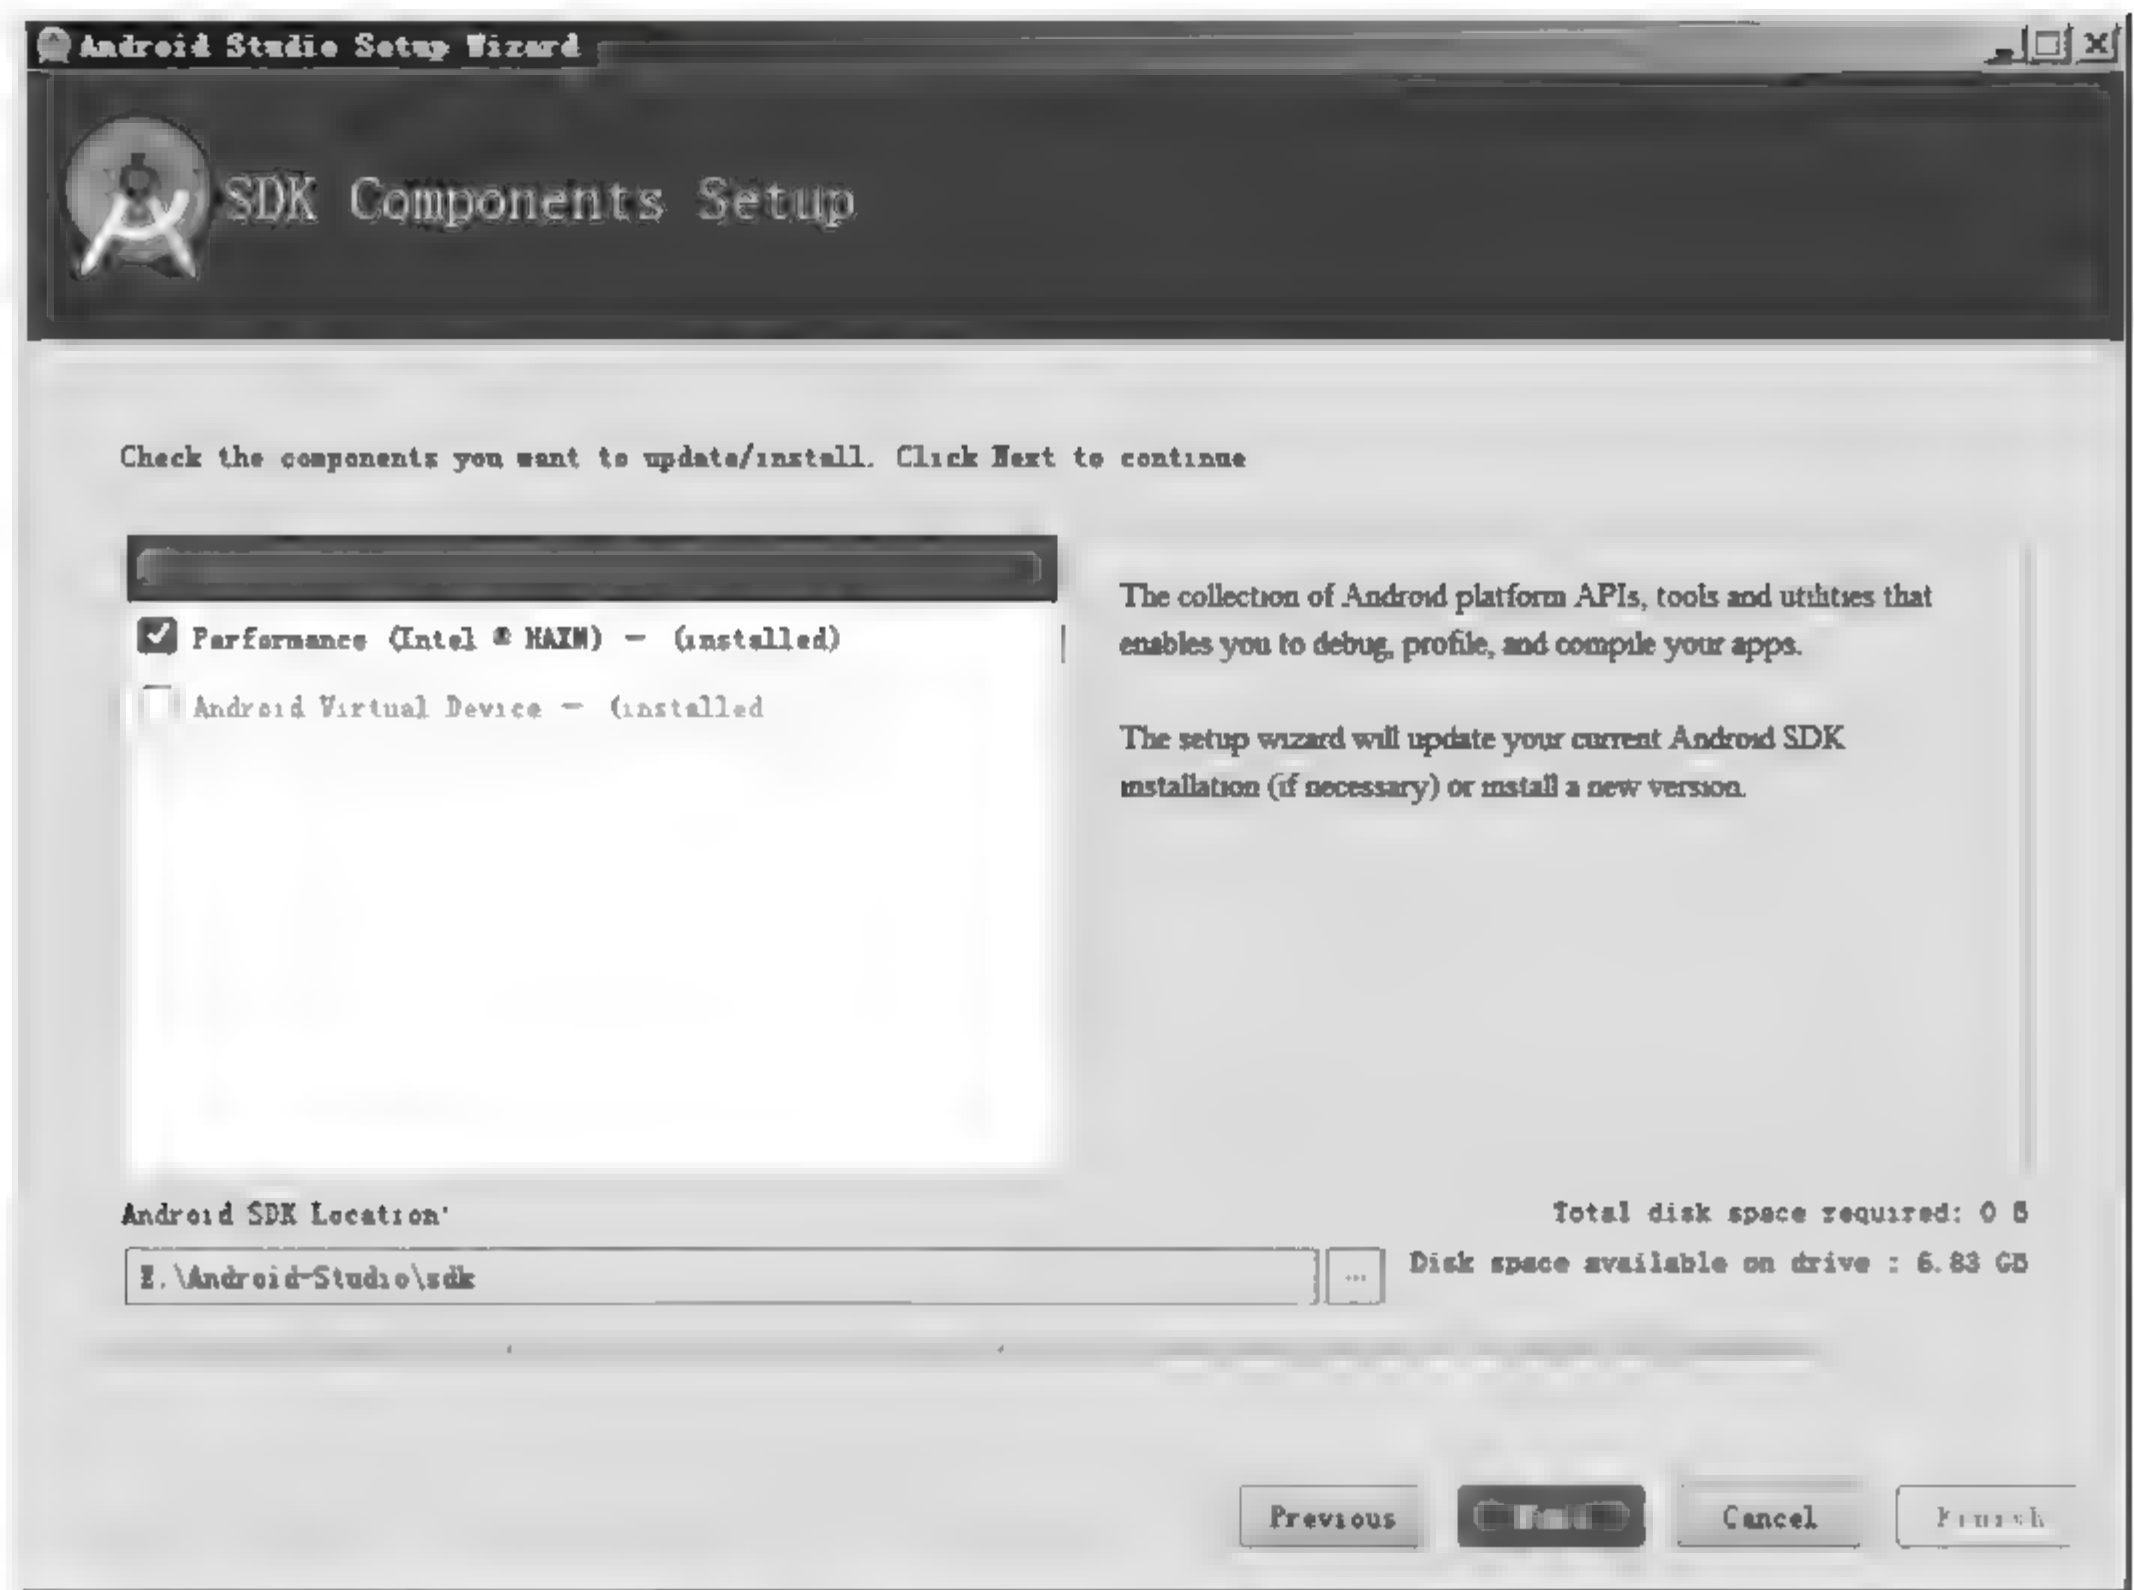 Android Studio Setup Wizard
SDK Components Setup
Check the components you want to update/install. Click Next to continue
Performance (Intel ® HAXM) — (installed)
Android Virtual Device — (installed
The collection of Android platform APIs, tools and utilities that
enables you to debug, profile, and compile your apps.
The setup wizard will update your current Android SDK
installation (if necessary) or install a new version.
Android SDK Location:
Total disk space required: 0 B
E:\Android-Studio\sdk
...
Disk space available on drive : 6.83 GB
Previous
Cancel
Finish